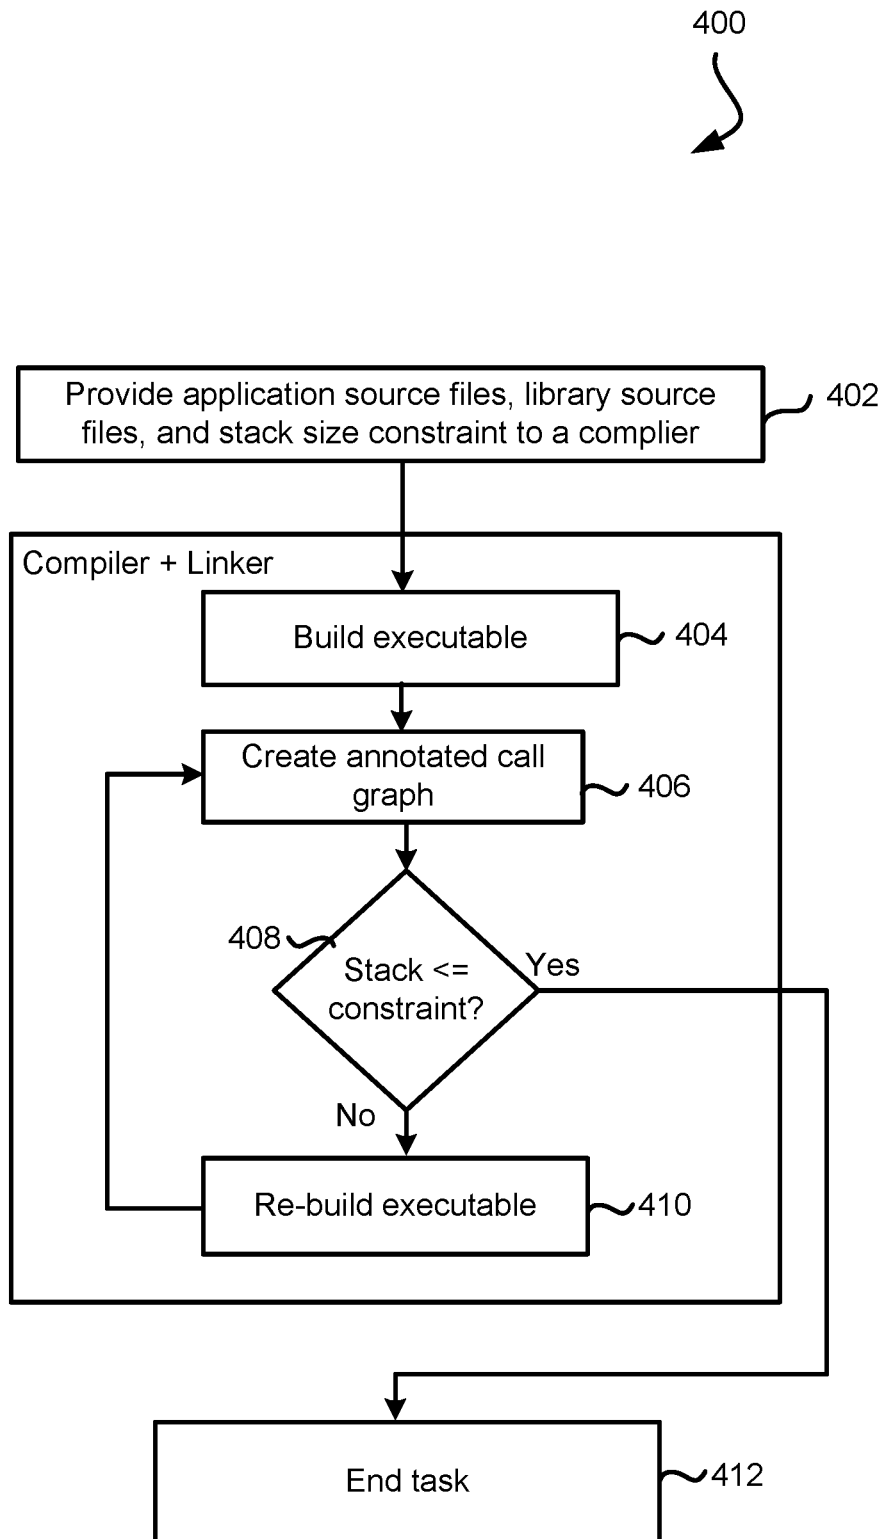 400
Provide application source files, library source
files, and stack size constraint to a complier
402
Compiler + Linker
Build executable
404
Create annotated call
graph
406
408
Stack <=
constraint?
Yes
No
Re-build executable
410
End task
412